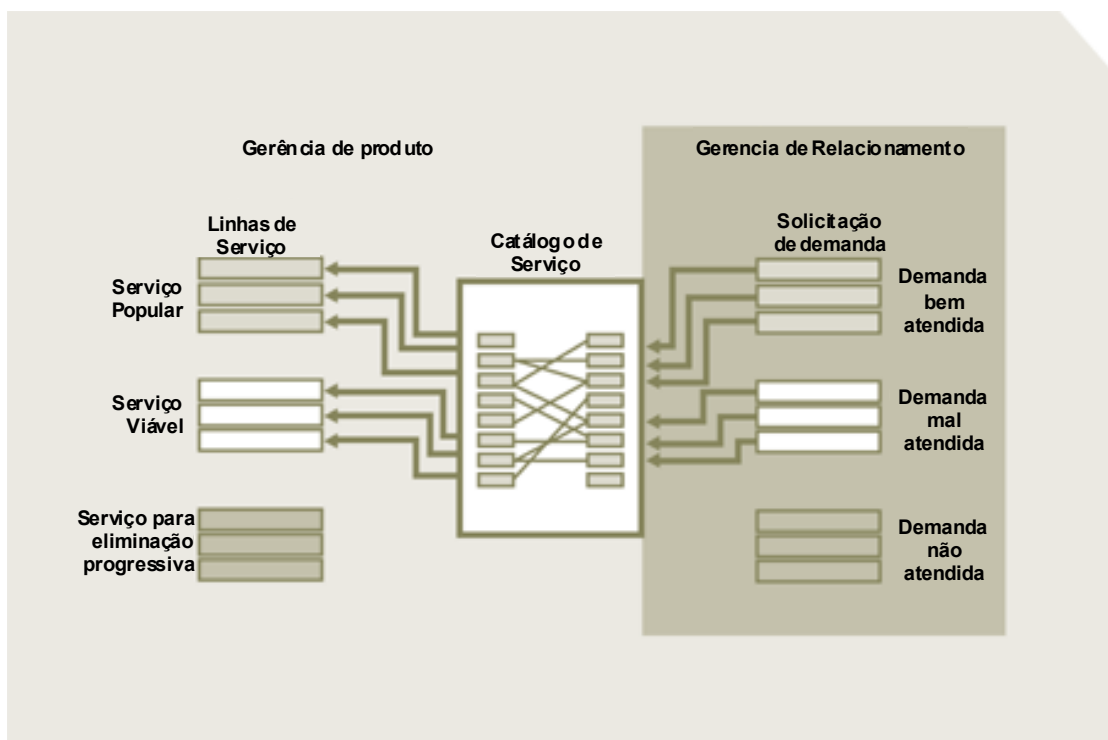 Gerência de produto
Gerencia de Relacionamento
Linhas de
Serviço
Catálogo de
Serviço
Solicitação
de demanda
Serviço
Popular
Demanda
bem
atendida
Serviço
Viável
Demanda
mal
atendida
Serviço para
eliminação
progressiva
Demanda
não
atendida